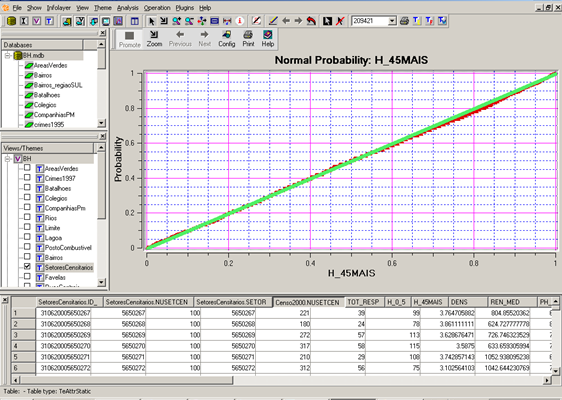 File Show Infolayer View Theme Analysis Operation Plugins Help
209421
Databases
BH.mdb
AreasVerdes
Bairros
Bairros_regiaoSUL
Batalhoes
Colegios
CompanhiasPM
crimes1995
Promote Zoom Previous Next Config Print Help
Normal Probability: H_45MAIS
Probability
1
0.8
0.6
0.4
0.2
0
0 0.2 0.4 0.6 0.8 1
H_45MAIS
Views/Themes
BH
AreasVerdes
Crimes1997
Batalhoes
Colegios
CompanhiasPm
Rios
Limite
Lagoa
PostoCombustivel
Bairros
SetoresCensitarios
Favelas
SetoresCensitarios.ID_ SetoresCensitarios.NUSETCEN SetoresCensitarios.SETOR Censo2000.NUSETCEN TOT_RESP H_0_5 H_45MAIS DENS REN_MED PH_
1 310620005650267 5650267 100 5650267 221 39 99 3.764705882 804.85520362
2 310620005650268 5650268 100 5650268 180 24 78 3.861111111 624.727777778
3 310620005650269 5650269 100 5650269 272 57 113 3.628676471 726.746323529
4 310620005650270 5650270 100 5650270 317 58 115 3.5875 633.659305994
5 310620005650271 5650271 100 5650271 210 29 108 3.742857143 1052.938095238
6 310620005650272 5650272 100 5650272 312 56 75 3.102564103 1042.644230769
Table: - Table type: TeAttrStatic